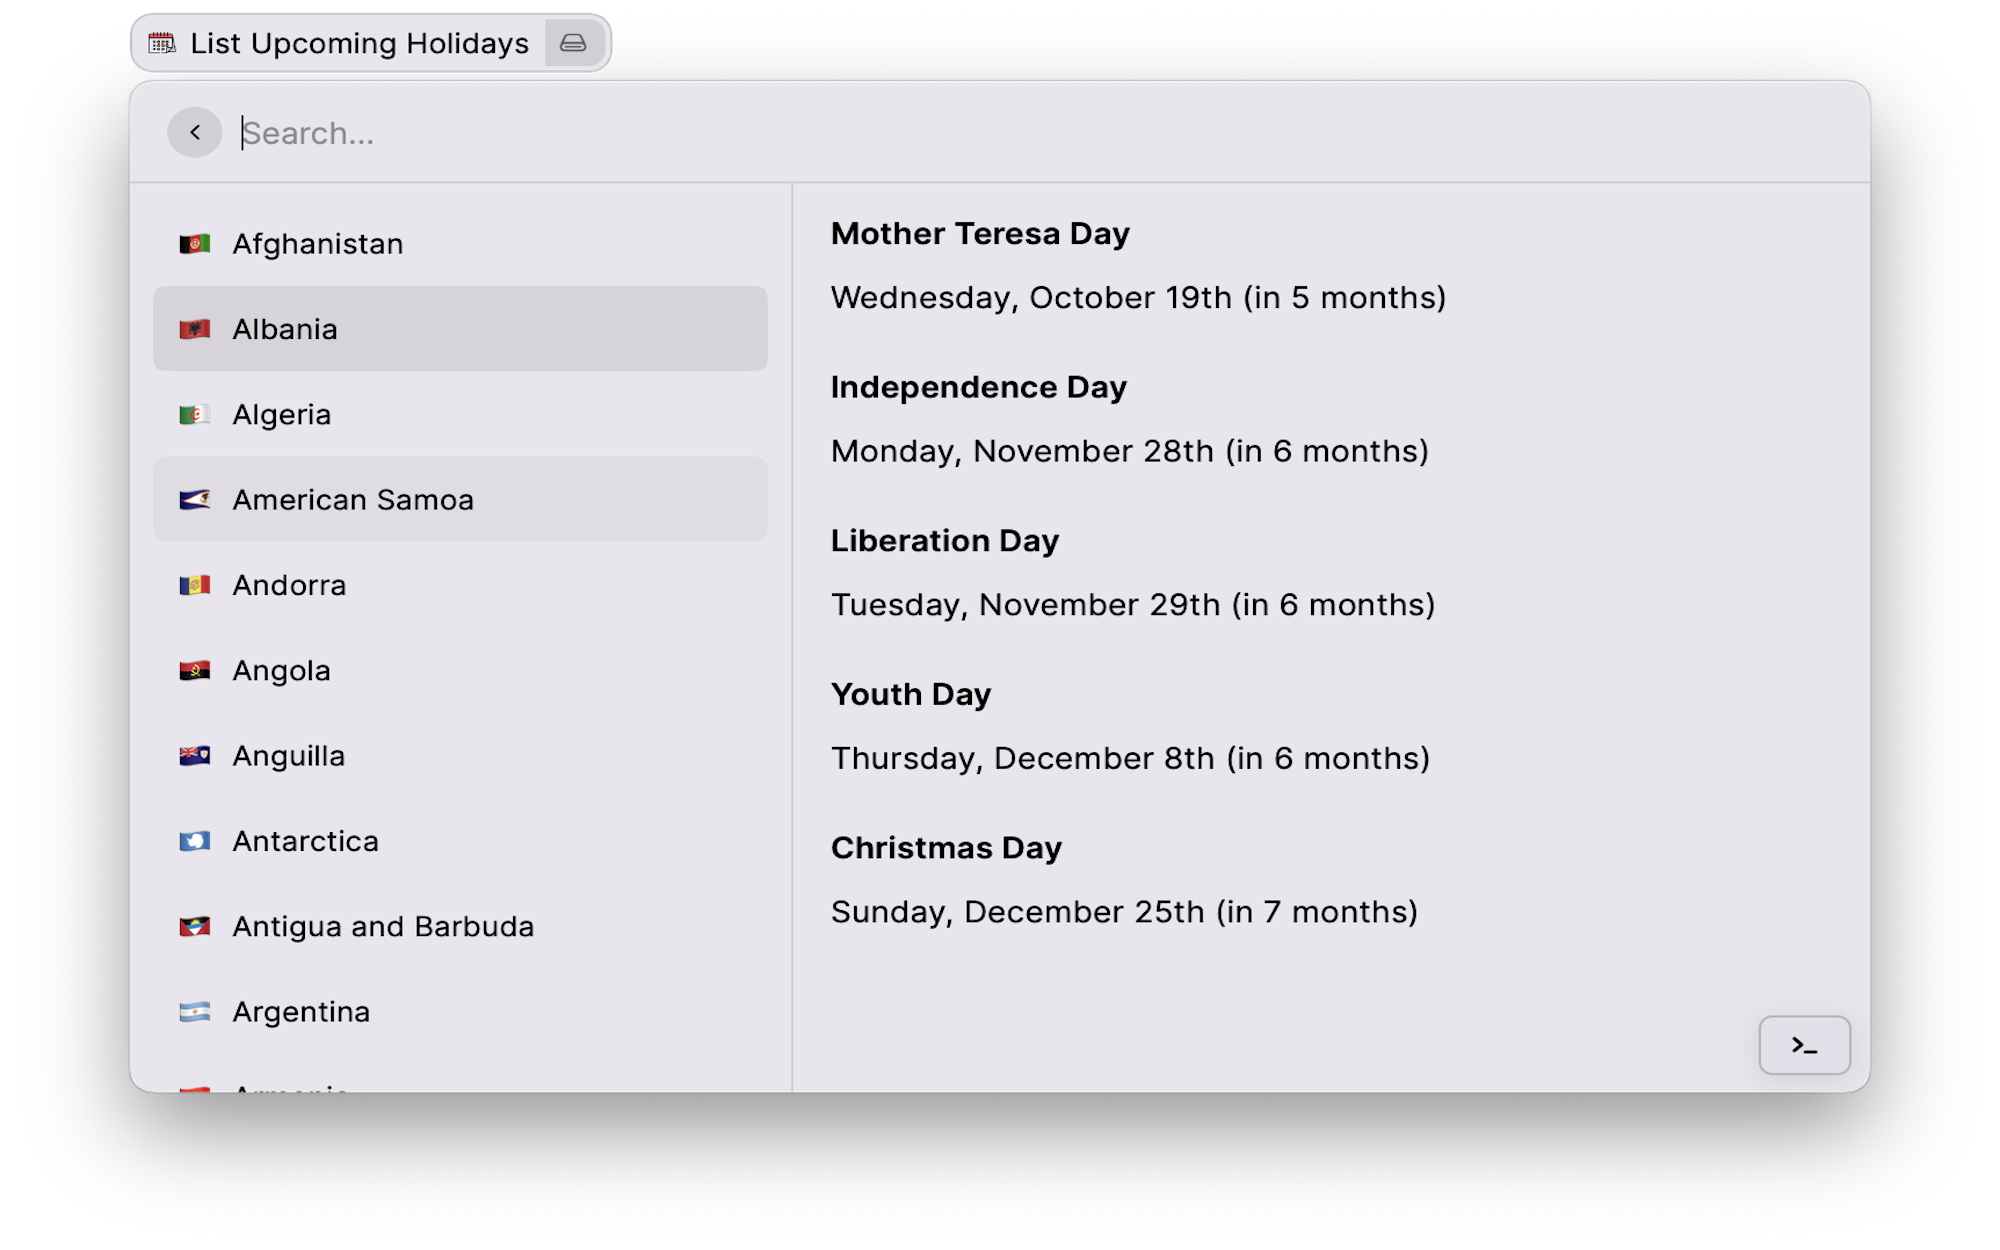 List Upcoming Holidays
Search...
Afghanistan
Albania
Algeria
American Samoa
Andorra
Angola
Anguilla
Antarctica
Antigua and Barbuda
Argentina
Mother Teresa Day
Wednesday, October 19th (in 5 months)
Independence Day
Monday, November 28th (in 6 months)
Liberation Day
Tuesday, November 29th (in 6 months)
Youth Day
Thursday, December 8th (in 6 months)
Christmas Day
Sunday, December 25th (in 7 months)